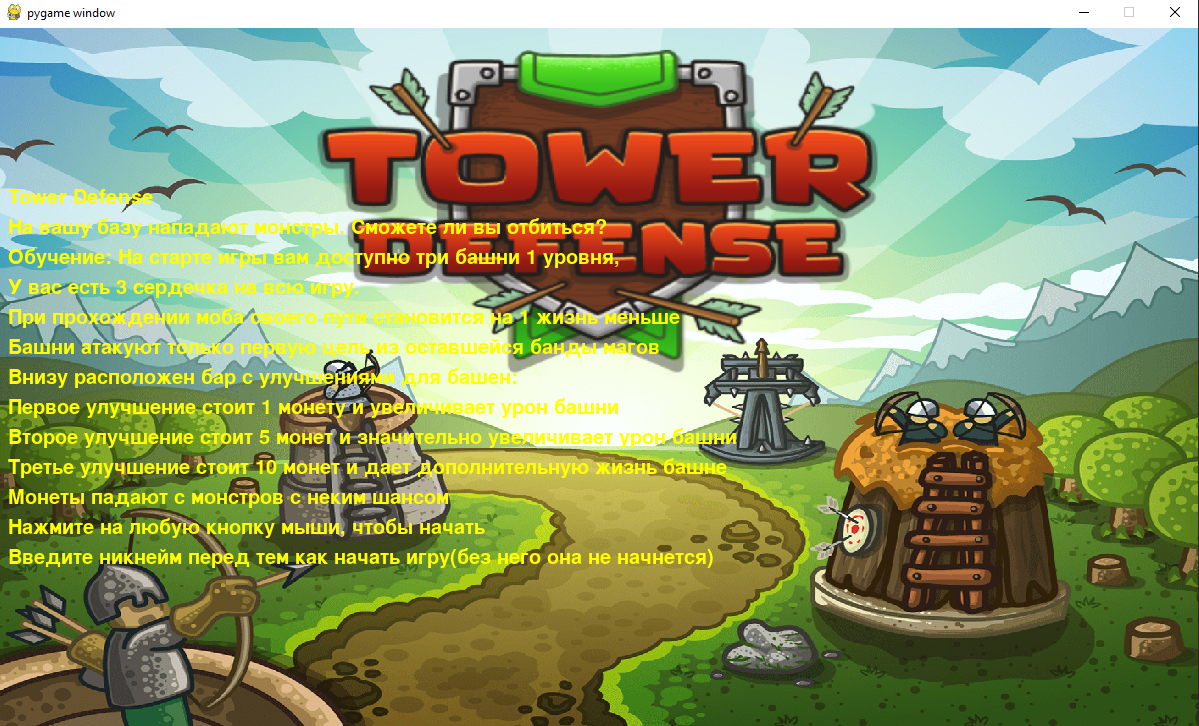 pygame window
TOWER
DEFENSE
Tower Defense
На вашу базу нападают монстры. Сможете ли вы отбиться?
Обучение: На старте игры вам доступно три башни 1 уровня,
У вас есть 3 сердечка на всю игру.
При прохождении моба своего пути становится на 1 жизнь меньше
Башни атакуют только первую цель из оставшейся банды магов
Внизу расположен бар с улучшениями для башен:
Первое улучшение стоит 1 монету и увеличивает урон башни
Второе улучшение стоит 5 монет и значительно увеличивает урон башни
Третье улучшение стоит 10 монет и дает дополнительную жизнь башне
Монеты падают с монстров с неким шансом
Нажмите на любую кнопку мыши, чтобы начать
Введите никнейм перед тем как начать игру(без него она не начнется)